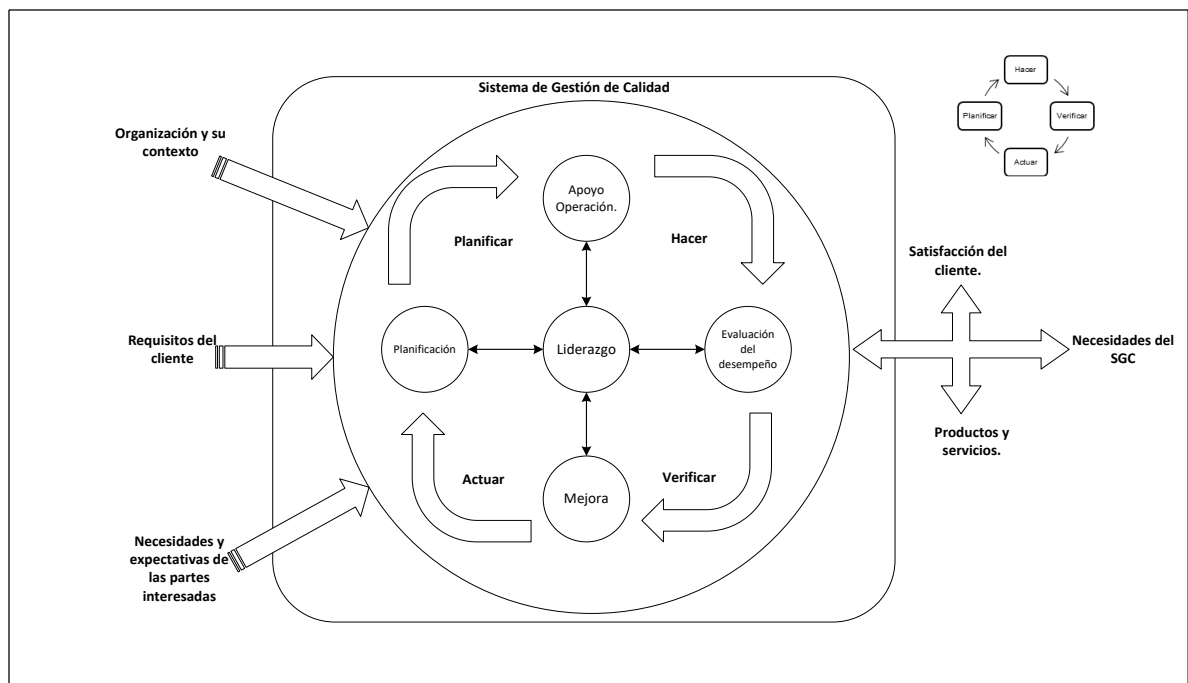 Sistema de Gestión de Calidad
Organización y su
contexto
Requisitos del
cliente
Necesidades y
expectativas de
las partes
interesadas
Apoyo
Operación.
Planificar
Hacer
Planificación
Liderazgo
Evaluación
del
desempeño
Actuar
Verificar
Mejora
Hacer
Planificar
Verificar
Actuar
Satisfacción del
cliente.
Necesidades del
SGC
Productos y
servicios.